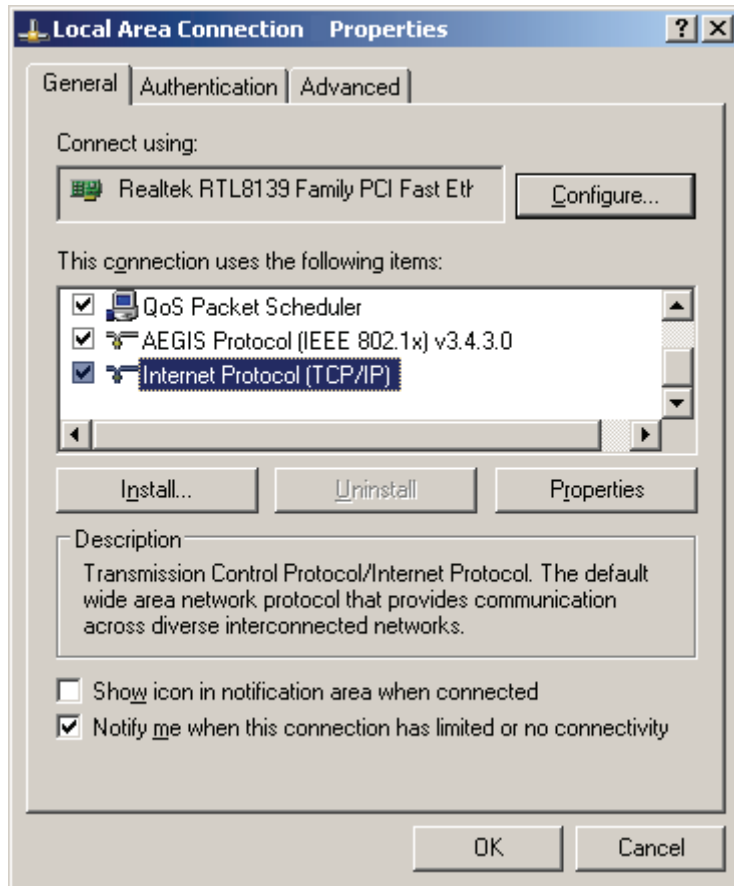 Local Area Connection Properties
General Authentication Advanced
Connect using:
Realtek RTL8139 Family PCI Fast Eth
Configure...
This connection uses the following items:
QoS Packet Scheduler
AEGIS Protocol (IEEE 802.1x) v3.4.3.0
Internet Protocol (TCP/IP)
Install... Uninstall Properties
Description
Transmission Control Protocol/Internet Protocol. The default
wide area network protocol that provides communication
across diverse interconnected networks.
Show icon in notification area when connected
Notify me when this connection has limited or no connectivity
OK Cancel